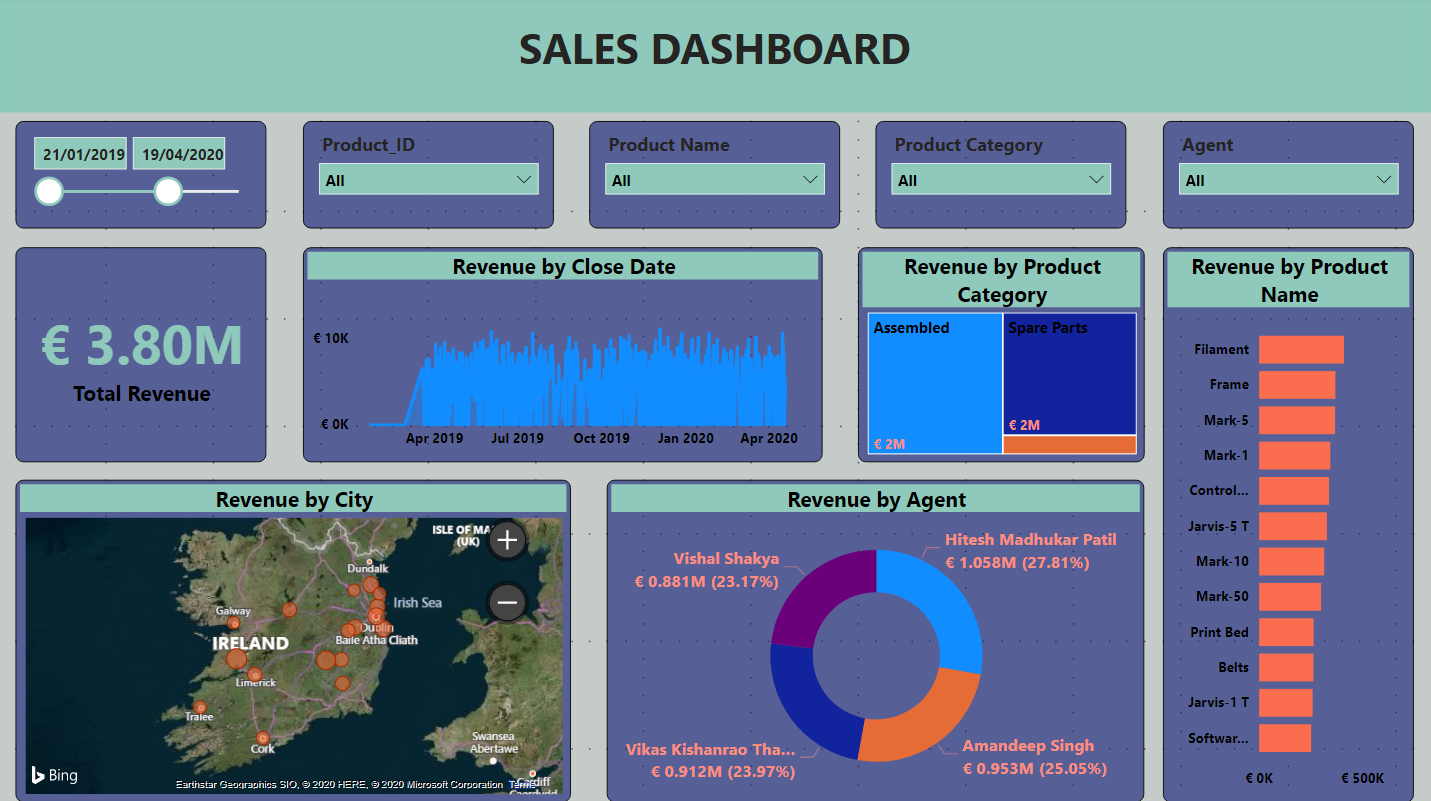 SALES DASHBOARD
21/01/2019
19/04/2020
Product_ID
All
Product Name
All
Product Category
All
Agent
All
€ 3.80M
Total Revenue
Revenue by Close Date
€ 10K
€ 0K
Apr 2019
Jul 2019
Oct 2019
Jan 2020
Apr 2020
Revenue by Product
Category
Assembled
€ 2M
Spare Parts
€ 2M
Revenue by Product
Name
Filament
Frame
Mark-5
Mark-1
Control...
Jarvis-5 T
Mark-10
Mark-50
Print Bed
Belts
Jarvis-1 T
Softwar...
€ 0K
€ 500K
Revenue by City
ISLE OF MA
(UK)
Dundalk
Irish Sea
Galway
Dublin
IRELAND
Baile Atha Cliath
Limerick
Tralee
Cork
Swansea
Abertawe
Cardiff
Caerdydd
Bing
Earthstar Geographics SIO, © 2020 HERE, © 2020 Microsoft Corporation Terms
Revenue by Agent
Hitesh Madhukar Patil
€ 1.058M (27.81%)
Vishal Shakya
€ 0.881M (23.17%)
Vikas Kishanrao Tha...
€ 0.912M (23.97%)
Amandeep Singh
€ 0.953M (25.05%)